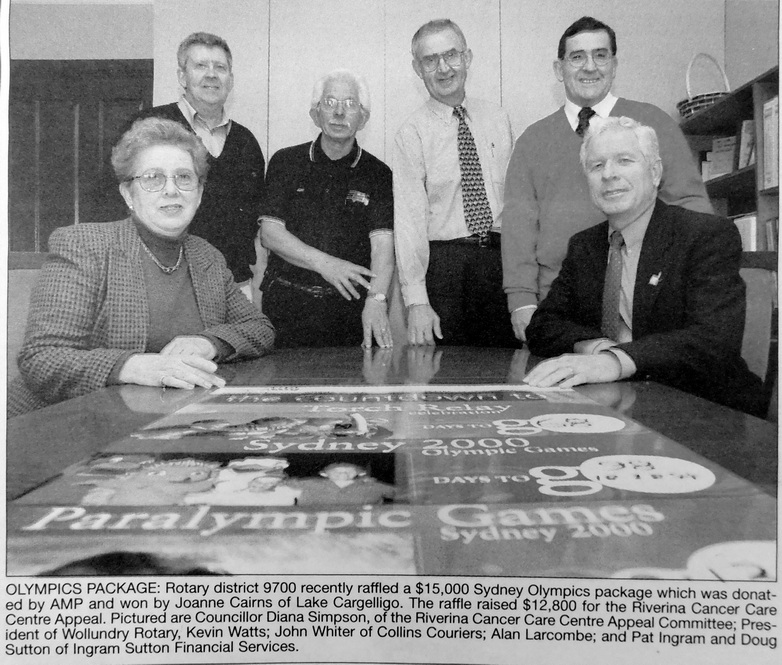 the countdown to
Torch Relay
celebration
DAYS TO go
Sydney 2000
Olympic Games
DAYS TO go
Paralympic Games
Sydney 2000
OLYMPICS PACKAGE: Rotary district 9700 recently raffled a $15,000 Sydney Olympics package which was donat-
ed by AMP and won by Joanne Cairns of Lake Cargelligo. The raffle raised $12,800 for the Riverina Cancer Care
Centre Appeal. Pictured are Councillor Diana Simpson, of the Riverina Cancer Care Centre Appeal Committee; Pres-
ident of Wollundry Rotary, Kevin Watts; John Whiter of Collins Couriers; Alan Larcombe; and Pat Ingram and Doug
Sutton of Ingram Sutton Financial Services.